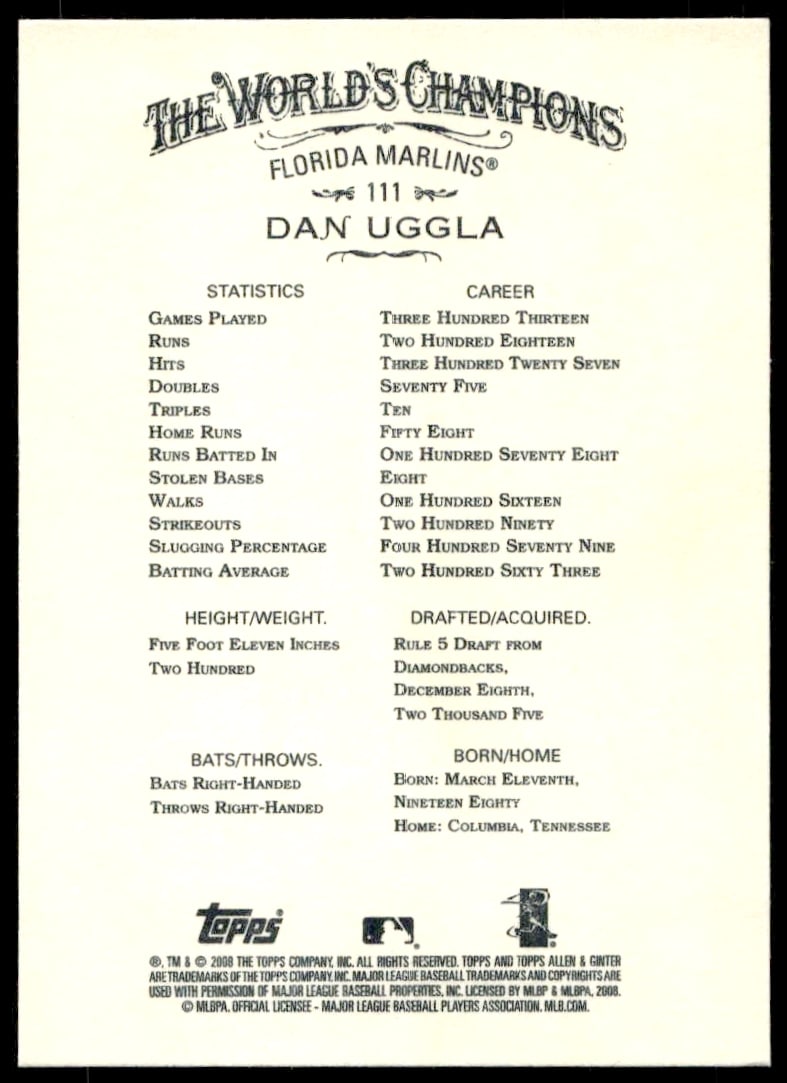 THE WORLD'S CHAMPIONS
FLORIDA MARLINS®
111
DAN UGGLA
STATISTICS CAREER
GAMES PLAYED THREE HUNDRED THIRTEEN
RUNS TWO HUNDRED EIGHTEEN
HITS THREE HUNDRED TWENTY SEVEN
DOUBLES SEVENTY FIVE
TRIPLES TEN
HOME RUNS FIFTY EIGHT
RUNS BATTED IN ONE HUNDRED SEVENTY EIGHT
STOLEN BASES EIGHT
WALKS ONE HUNDRED SIXTEEN
STRIKEOUTS TWO HUNDRED NINETY
SLUGGING PERCENTAGE FOUR HUNDRED SEVENTY NINE
BATTING AVERAGE TWO HUNDRED SIXTY THREE
HEIGHT/WEIGHT.
FIVE FOOT ELEVEN INCHES
TWO HUNDRED
DRAFTED/ACQUIRED.
RULE 5 DRAFT FROM
DIAMONDBACKS,
DECEMBER EIGHTH,
TWO THOUSAND FIVE
BATS/THROWS.
BATS RIGHT-HANDED
THROWS RIGHT-HANDED
BORN/HOME
BORN: MARCH ELEVENTH,
NINETEEN EIGHTY
HOME: COLUMBIA, TENNESSEE
Topps
®, TM & © 2008 THE TOPPS COMPANY, INC. ALL RIGHTS RESERVED. TOPPS AND TOPPS ALLEN & GINTER
ARE TRADEMARKS OF THE TOPPS COMPANY, INC. MAJOR LEAGUE BASEBALL TRADEMARKS AND COPYRIGHTS ARE
USED WITH PERMISSION OF MAJOR LEAGUE BASEBALL PROPERTIES, INC. LICENSED BY MLBP & MLBPA, 2008.
© MLBPA. OFFICIAL LICENSEE - MAJOR LEAGUE BASEBALL PLAYERS ASSOCIATION. MLB.COM.